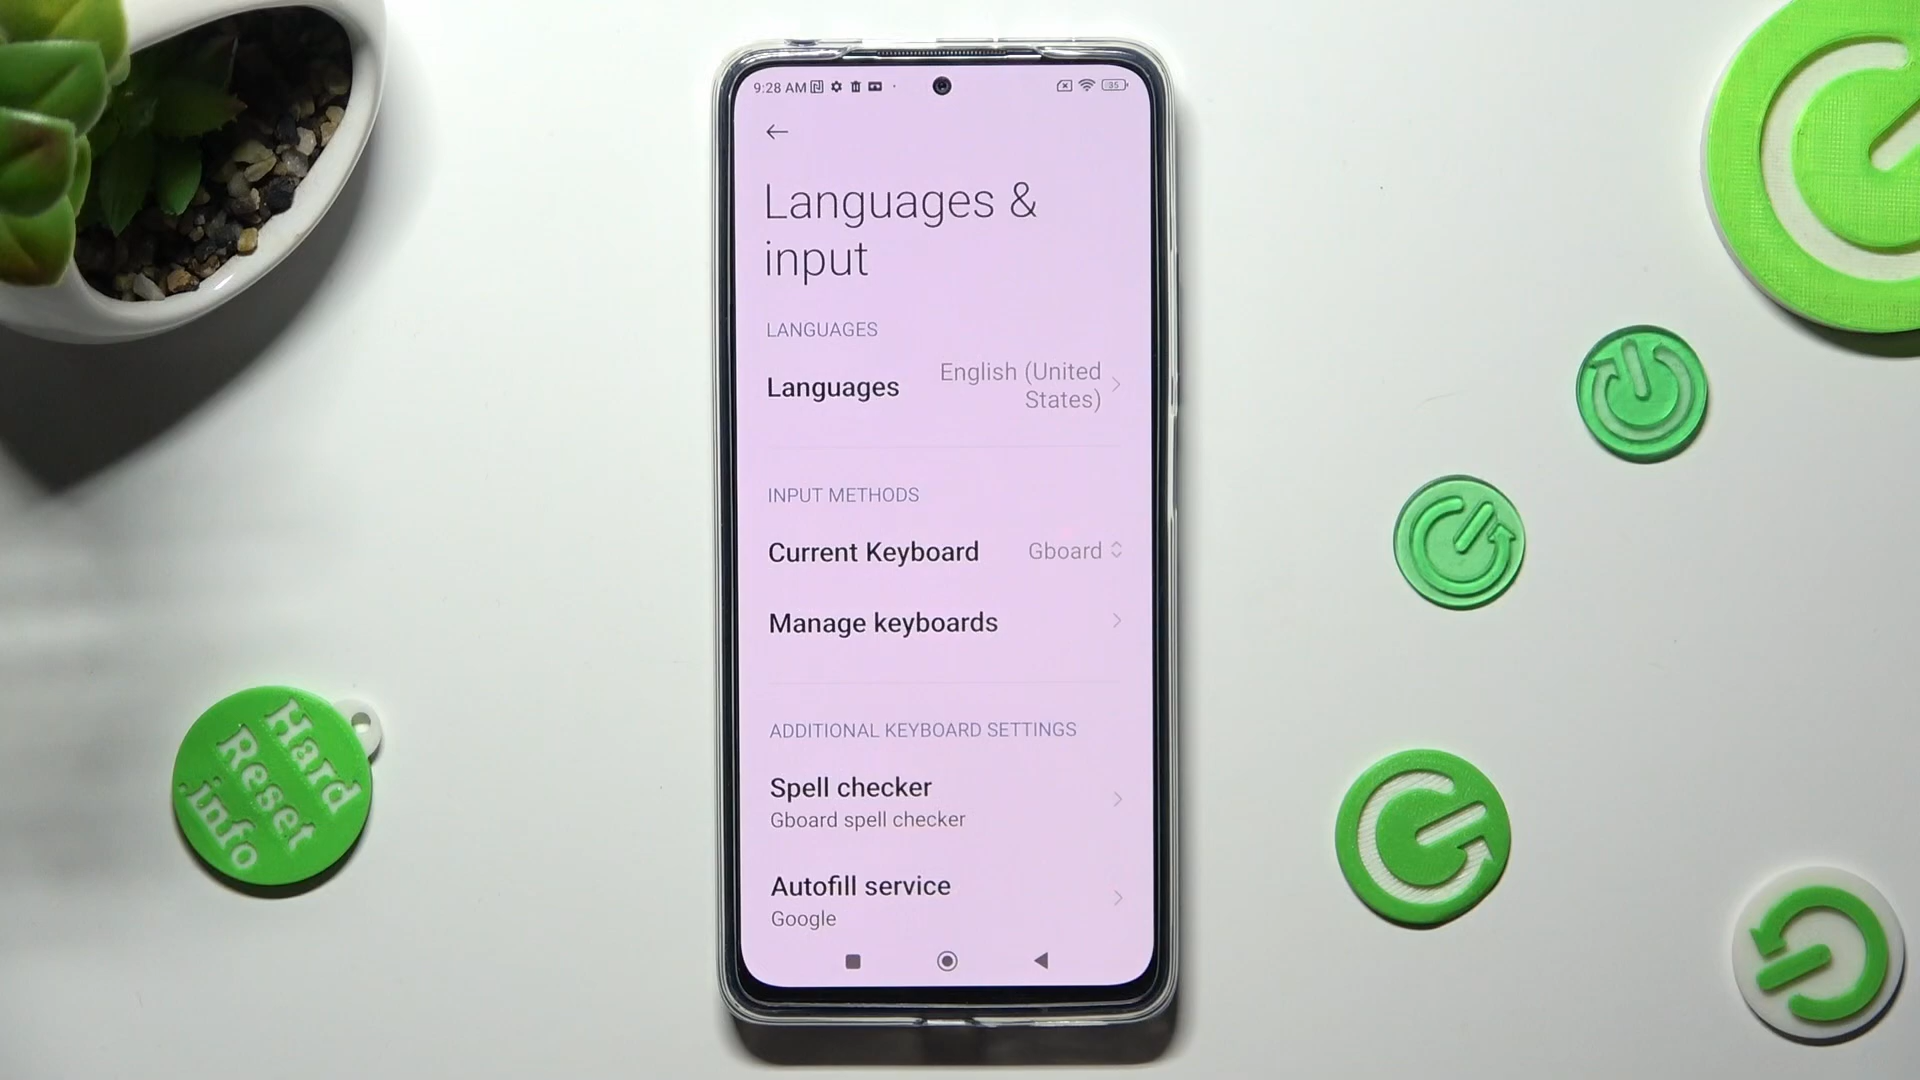 9:28 AM
35
Languages &
input
LANGUAGES
Languages
English (United
States)
INPUT METHODS
Current Keyboard
Gboard
Manage keyboards
ADDITIONAL KEYBOARD SETTINGS
Spell checker
Gboard spell checker
Autofill service
Google
Hard
Reset
.info